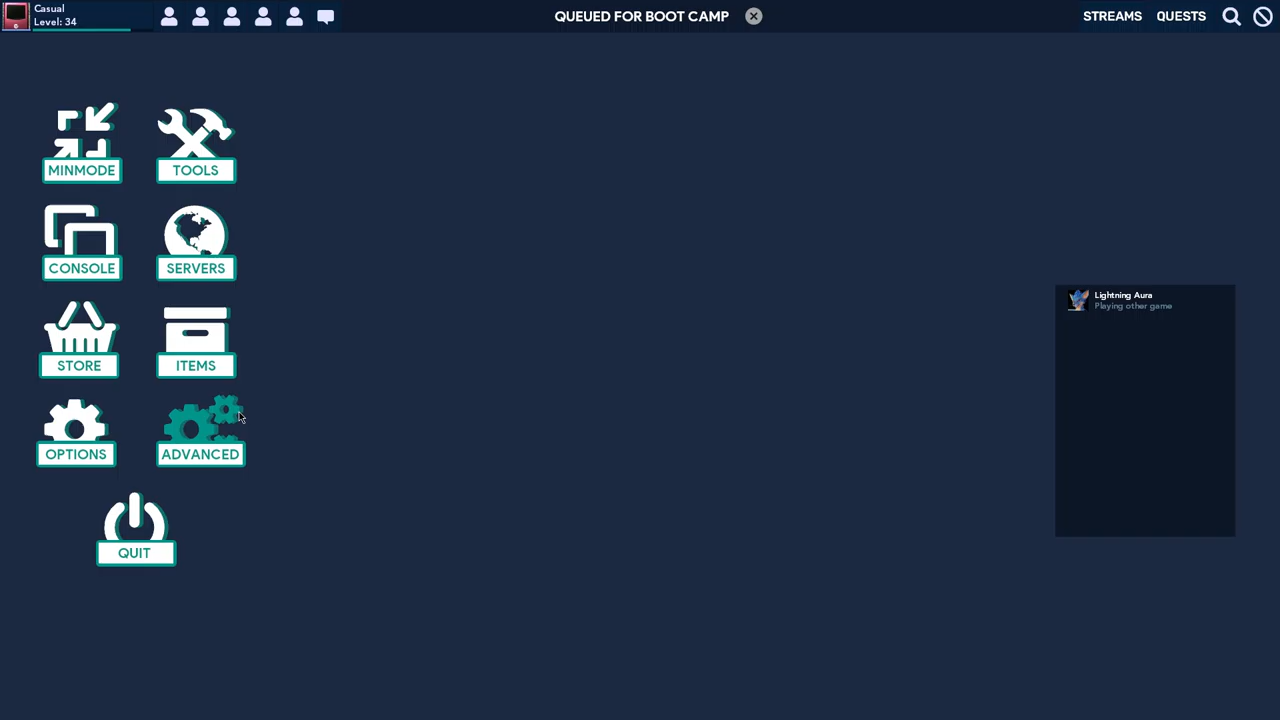 Casual
Level: 34
QUEUED FOR BOOT CAMP
STREAMS
QUESTS
MINMODE
TOOLS
CONSOLE
SERVERS
STORE
ITEMS
OPTIONS
ADVANCED
QUIT
Lightning Aura
Playing other game